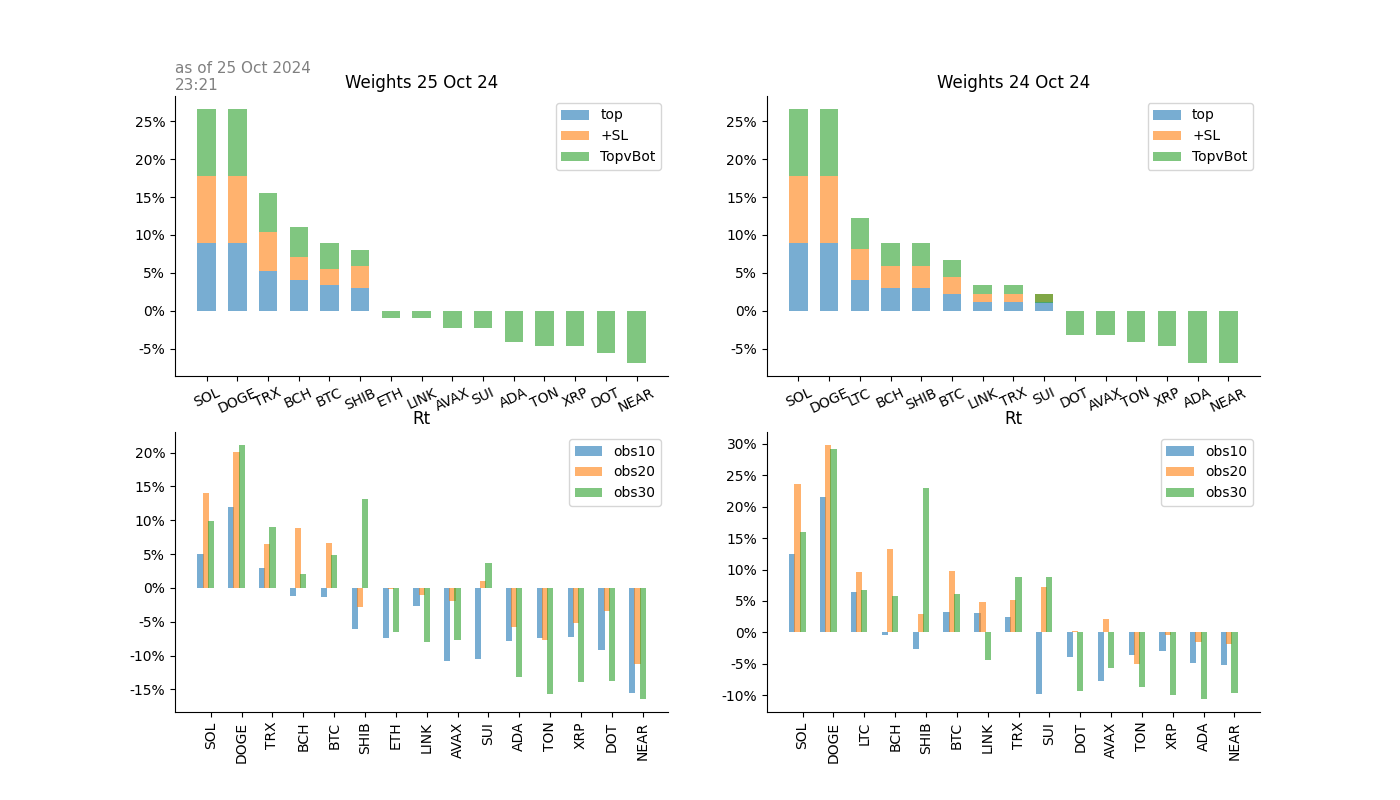 as of 25 Oct 2024
23:21
Weights 25 Oct 24
25%
20%
15%
10%
5%
0%
-5%
top
+SL
TopvBot
SOL DOGE TRX BCH BTC SHIB ETH LINK AVAX SUI ADA TON XRP DOT NEAR
Weights 24 Oct 24
25%
20%
15%
10%
5%
0%
-5%
top
+SL
TopvBot
SOL DOGE LTC BCH SHIB BTC LINK TRX SUI DOT AVAX TON XRP ADA NEAR
Rt
20%
15%
10%
5%
0%
-5%
-10%
-15%
obs10
obs20
obs30
SOL DOGE TRX BCH BTC SHIB ETH LINK AVAX SUI ADA TON XRP DOT NEAR
Rt
30%
25%
20%
15%
10%
5%
0%
-5%
-10%
obs10
obs20
obs30
SOL DOGE LTC BCH SHIB BTC LINK TRX SUI DOT AVAX TON XRP ADA NEAR